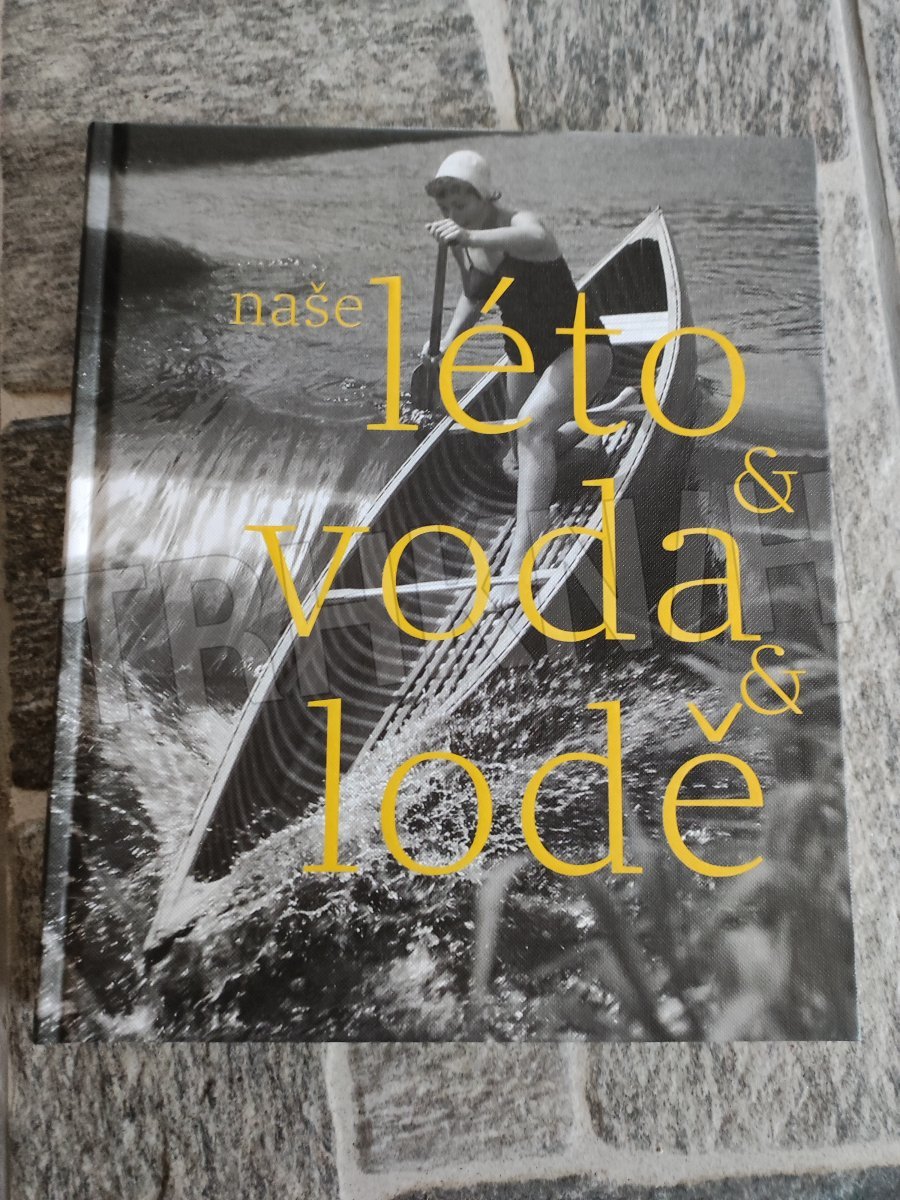 naše léto
&
voda
&
lodě